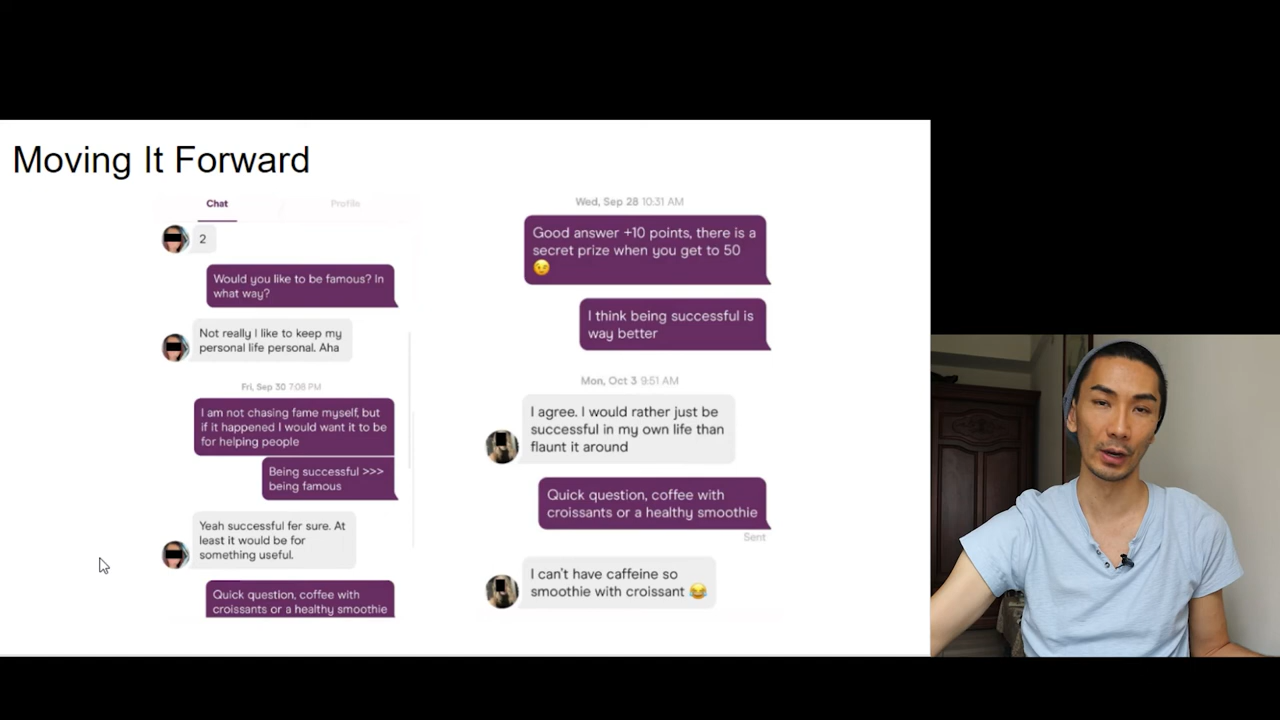 Moving It Forward
Chat
Profile
2
Would you like to be famous? In
what way?
Not really I like to keep my
personal life personal. Aha
Fri, Sep 30 7:08 PM
I am not chasing fame myself, but
if it happened I would want it to be
for helping people
Being successful >>>
being famous
Yeah successful fer sure. At
least it would be for
something useful.
Quick question, coffee with
croissants or a healthy smoothie
Wed, Sep 28 10:31 AM
Good answer +10 points, there is a
secret prize when you get to 50
😉
I think being successful is
way better
Mon, Oct 3 9:51 AM
I agree. I would rather just be
successful in my own life than
flaunt it around
Quick question, coffee with
croissants or a healthy smoothie
Sent
I can't have caffeine so
smoothie with croissant 😂